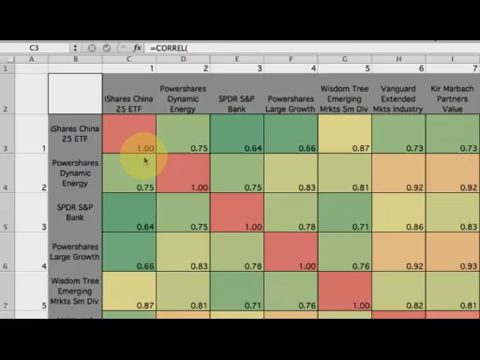 C3 =CORREL(
A B C D E F G H I
1 1 2 3 4 5 6 7
2 iShares China 25 ETF Powershares Dynamic Energy SPDR S&P Bank Powershares Large Growth Wisdom Tree Emerging Mrkts Sm Div Vanguard Extended Mkts Industry Kir Marbach Partners Value
3 1 iShares China 25 ETF 1.00 0.75 0.64 0.66 0.87 0.73 0.73
4 2 Powershares Dynamic Energy 0.75 1.00 0.75 0.83 0.81 0.92 0.92
5 3 SPDR S&P Bank 0.64 0.75 1.00 0.78 0.71 0.86 0.83
6 4 Powershares Large Growth 0.66 0.83 0.78 1.00 0.76 0.92 0.93
7 5 Wisdom Tree Emerging Mrkts Sm Div 0.87 0.81 0.71 0.76 1.00 0.82 0.81